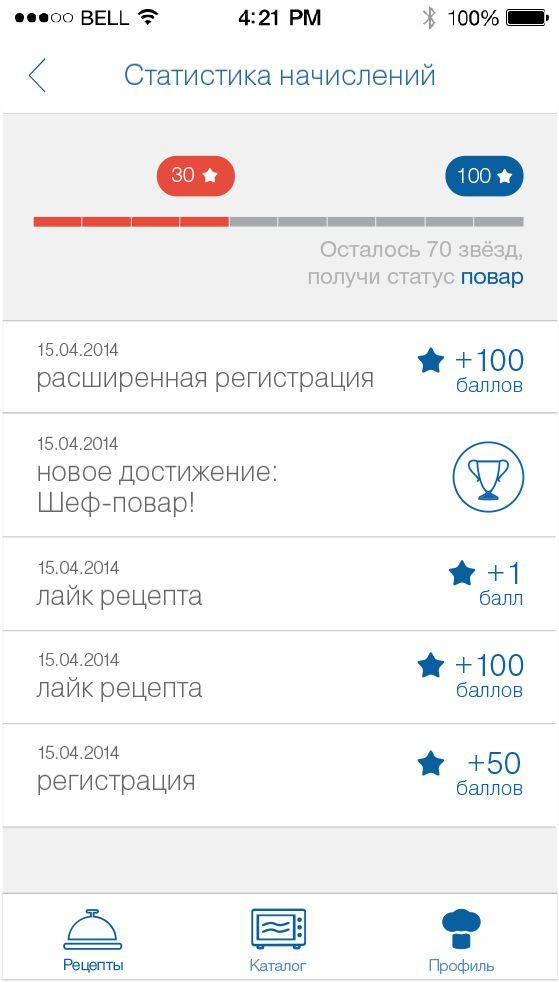 BELL 4:21 PM 100%
Статистика начислений
30 100
Осталось 70 звёзд,
получи статус повар
15.04.2014
расширенная регистрация
+100
баллов
15.04.2014
новое достижение:
Шеф-повар!
15.04.2014
лайк рецепта
+1
балл
15.04.2014
лайк рецепта
+100
баллов
15.04.2014
регистрация
+50
баллов
Рецепты Каталог Профиль